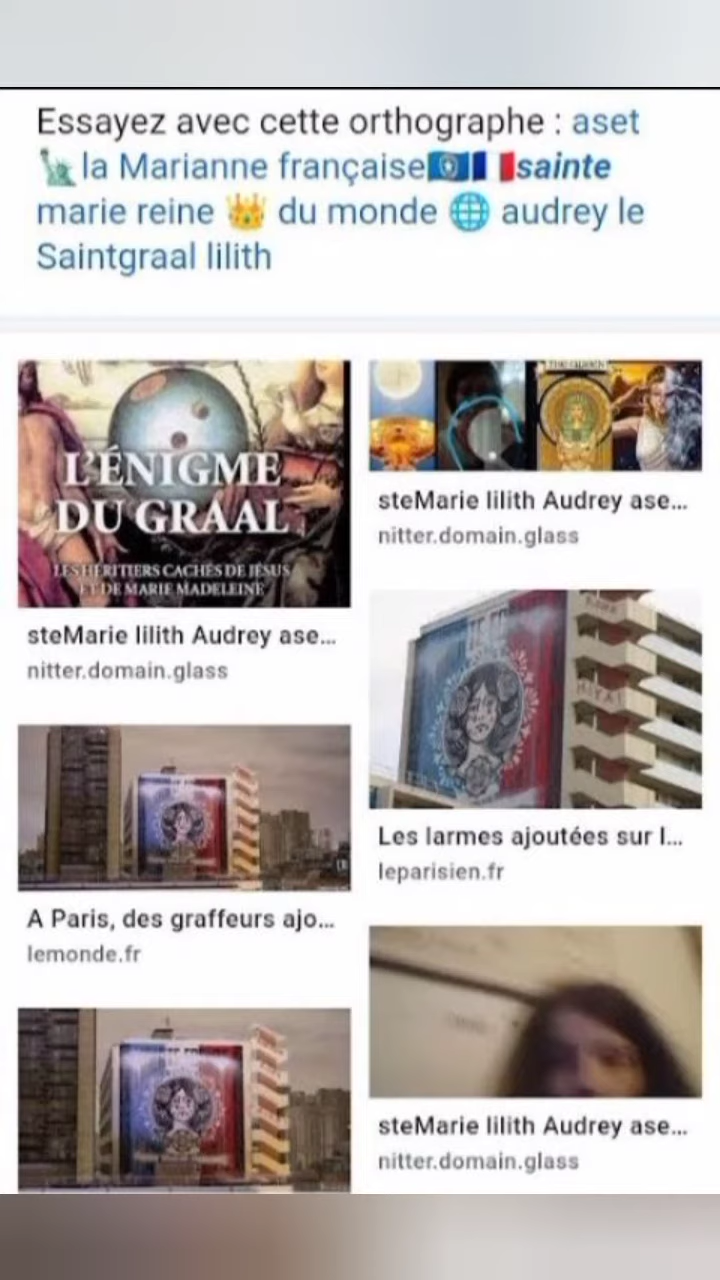 Essayez avec cette orthographe : aset
🗽la Marianne française🇫🇷sainte
marie reine 👑 du monde 🌐 audrey le
Saintgraal lilith
L'ÉNIGME
DU GRAAL
LES HÉRITIERS CACHÉS DE JÉSUS
ET DE MARIE MADELEINE
steMarie lilith Audrey ase...
nitter.domain.glass
steMarie lilith Audrey ase...
nitter.domain.glass
Les larmes ajoutées sur l...
leparisien.fr
A Paris, des graffeurs ajo...
lemonde.fr
steMarie lilith Audrey ase...
nitter.domain.glass